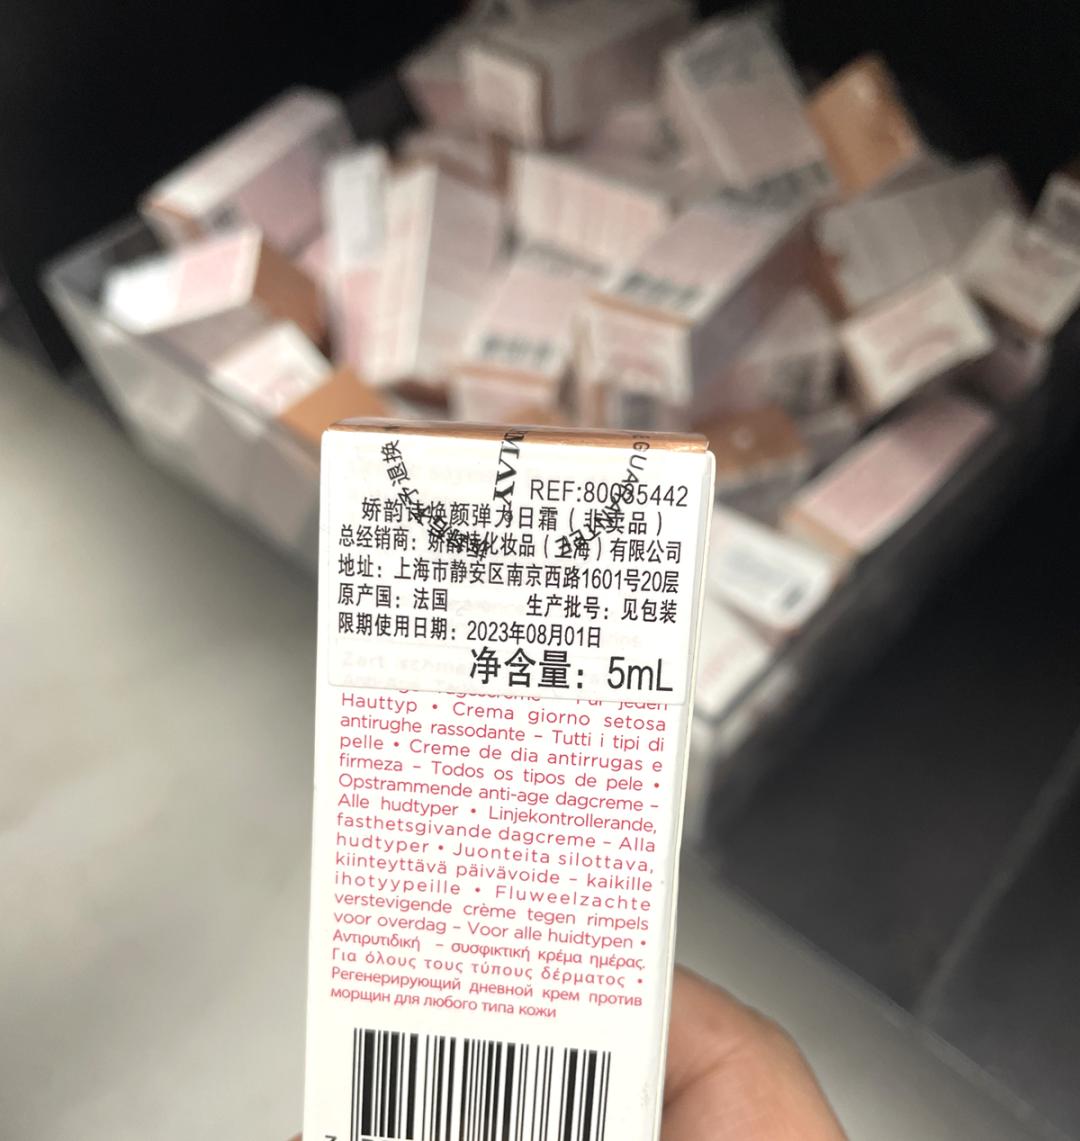 REF:80035442
娇韵诗焕颜弹力日霜（非卖品）
总经销商：娇韵诗化妆品（上海）有限公司
地址：上海市静安区南京西路1601号20层
原产国：法国 生产批号：见包装
限期使用日期：2023年08月01日
净含量：5mL
Für jeden
Hauttyp • Crema giorno setosa
antirughe rassodante – Tutti i tipi di
pelle • Creme de dia antirrugas e
firmeza – Todos os tipos de pele •
Opstrammende anti-age dagcreme –
Alle hudtyper • Linjekontrollerande,
fasthetsgivande dagcreme – Alla
hudtyper • Juonteita silottava,
kiinteyttävä päivävoide – kaikille
ihotyypeille • Fluweelzachte
verstevigende crème tegen rimpels
voor overdag – Voor alle huidtypen •
Αντιρυτιδική – συσφικτική κρέμα ημέρας.
Για όλους τους τύπους δέρματος •
Регенерирующий дневной крем против
морщин для любого типа кожи